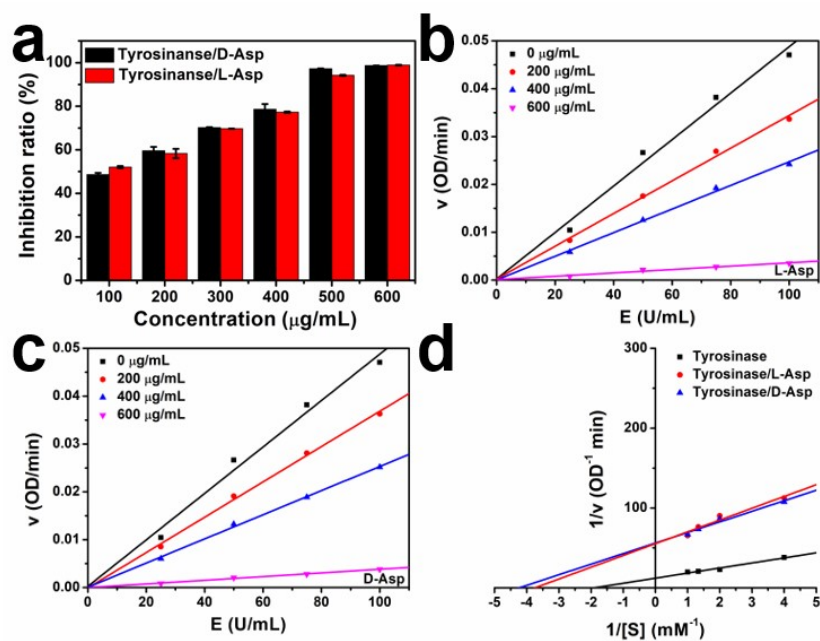 a
Tyrosinanse/D-Asp
Tyrosinanse/L-Asp
Inhibition ratio (%)
100
80
60
40
20
0
100 200 300 400 500 600
Concentration (μg/mL)
b
0 μg/mL
200 μg/mL
400 μg/mL
600 μg/mL
v (OD/min)
0.05
0.04
0.03
0.02
0.01
0.00
L-Asp
0 20 40 60 80 100
E (U/mL)
c
0 μg/mL
200 μg/mL
400 μg/mL
600 μg/mL
v (OD/min)
0.05
0.04
0.03
0.02
0.01
0.00
D-Asp
0 20 40 60 80 100
E (U/mL)
d
Tyrosinase
Tyrosinase/L-Asp
Tyrosinase/D-Asp
1/v (OD⁻¹ min)
300
200
100
-5 -4 -3 -2 -1 0 1 2 3 4 5
1/[S] (mM⁻¹)